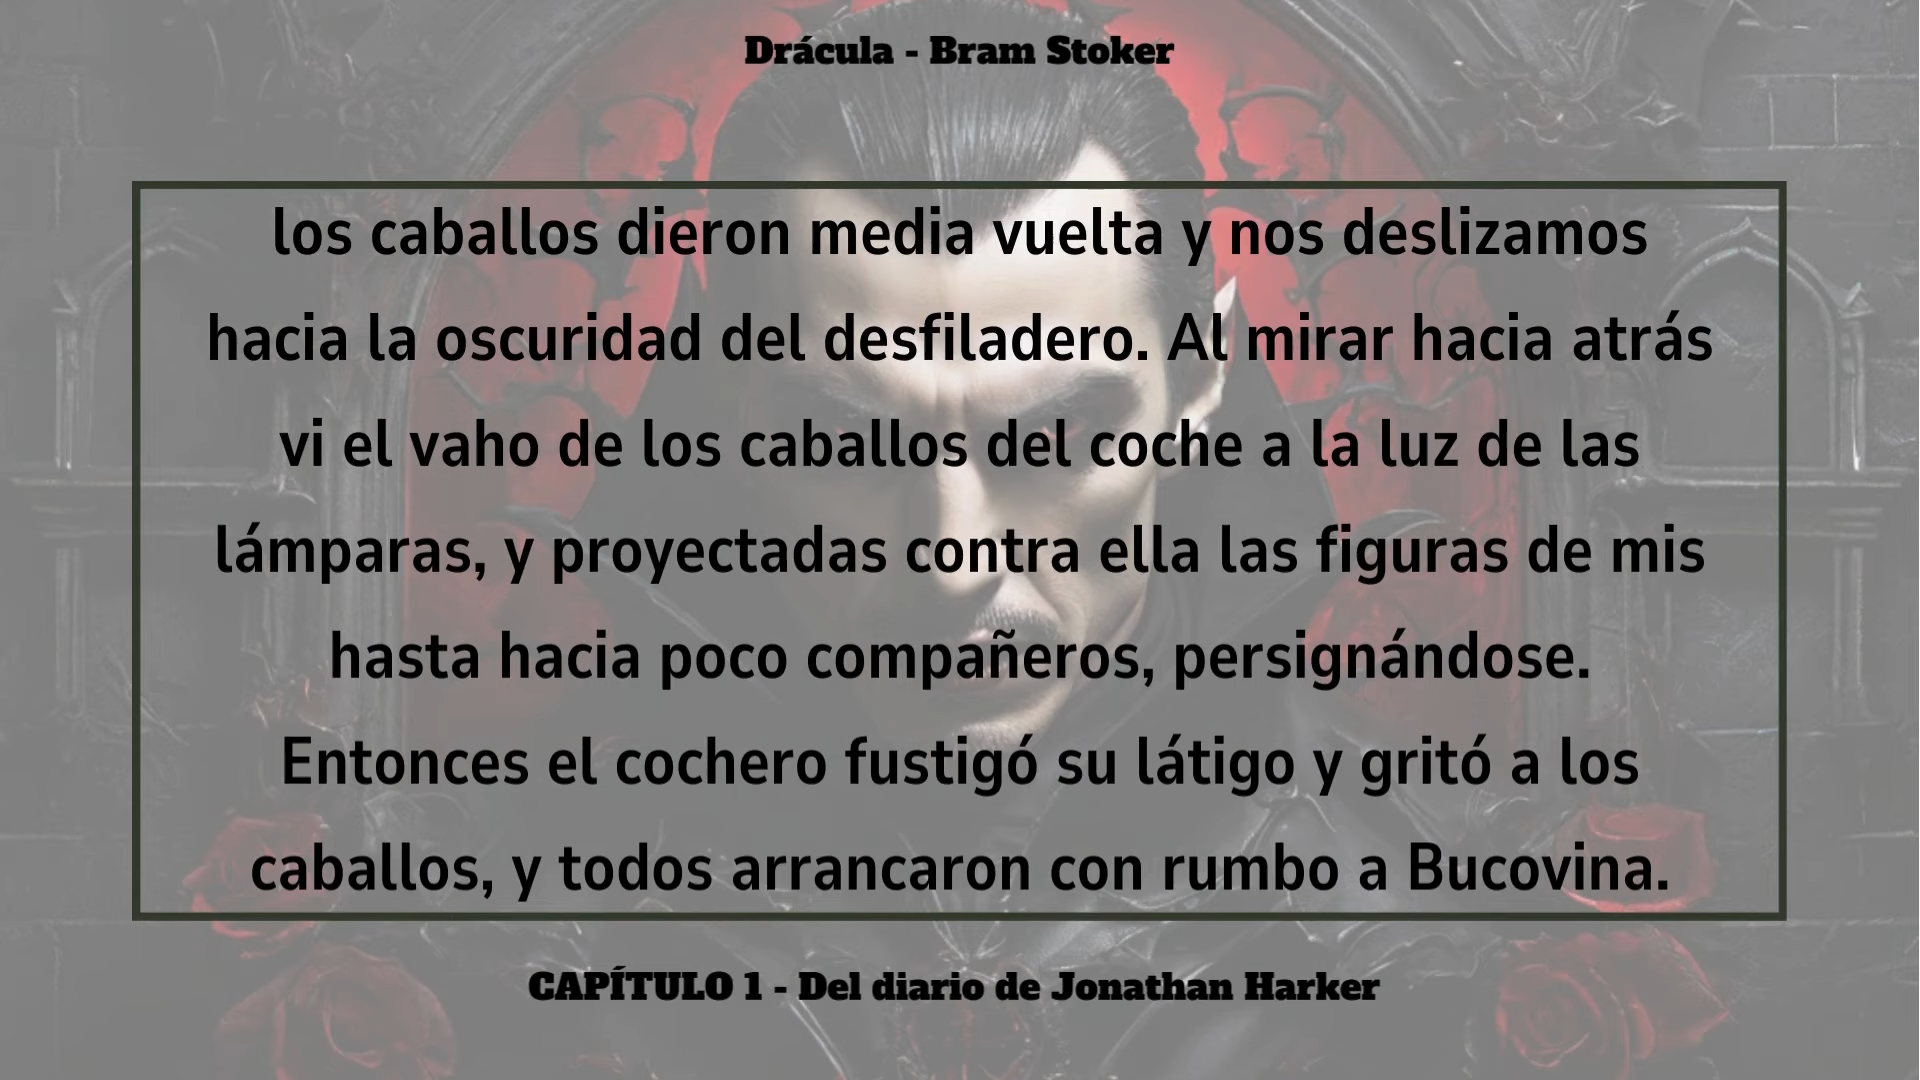 Drácula - Bram Stoker
los caballos dieron media vuelta y nos deslizamos
hacia la oscuridad del desfiladero. Al mirar hacia atrás
vi el vaho de los caballos del coche a la luz de las
lámparas, y proyectadas contra ella las figuras de mis
hasta hacia poco compañeros, persignándose.
Entonces el cochero fustigó su látigo y gritó a los
caballos, y todos arrancaron con rumbo a Bucovina.
CAPÍTULO 1 - Del diario de Jonathan Harker